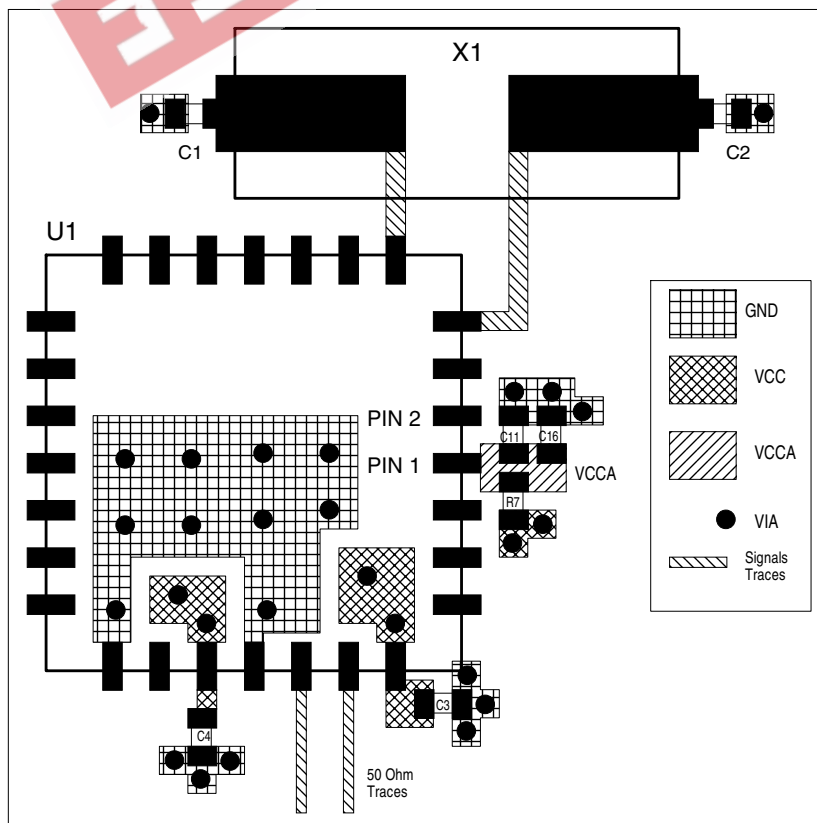 X1
C1
C2
U1
GND
VCC
PIN 2
PIN 1
C11
C16
VCCA
VCCA
R7
VIA
Signals
Traces
C3
C4
50 Ohm
Traces